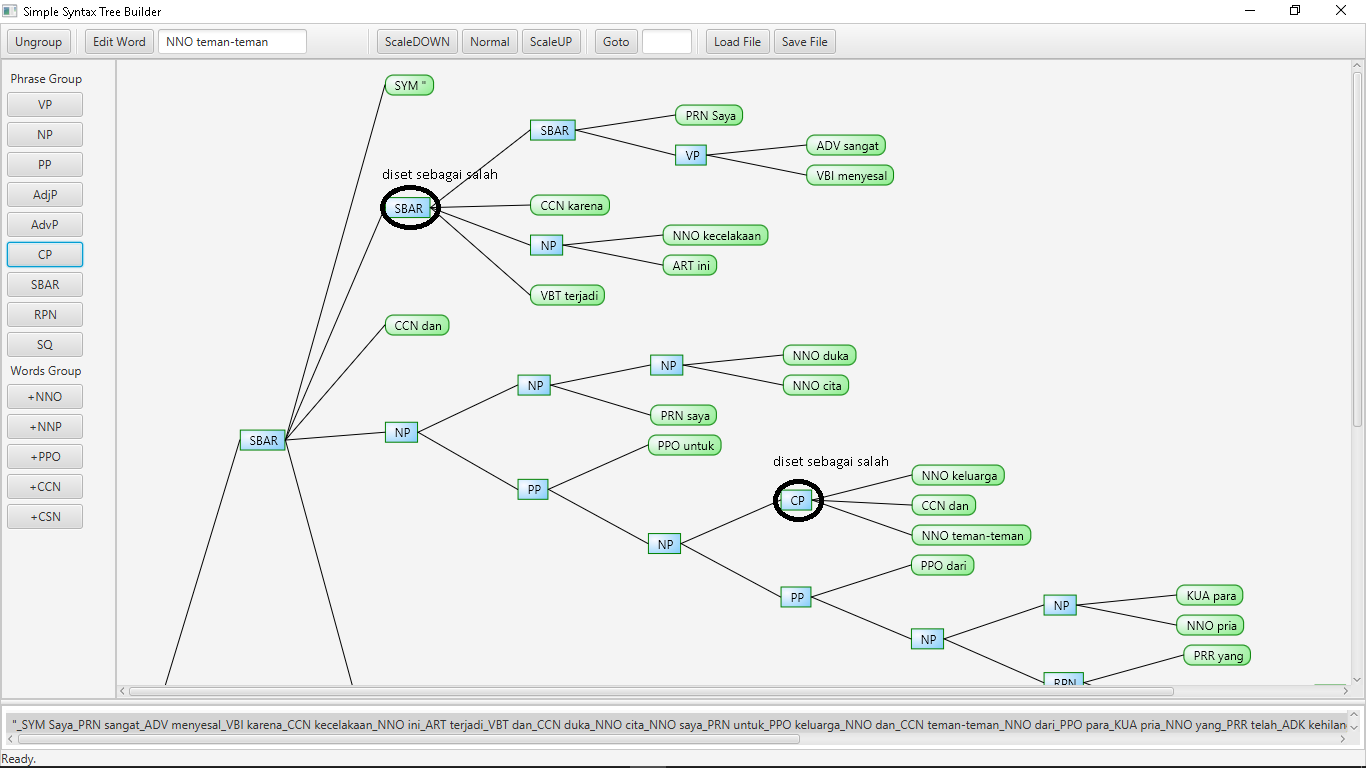 Simple Syntax Tree Builder
Ungroup Edit Word NNO teman-teman ScaleDOWN Normal ScaleUP Goto Load File Save File
Phrase Group
VP
NP
PP
AdjP
AdvP
CP
SBAR
RPN
SQ
Words Group
+NNO
+NNP
+PPO
+CCN
+CSN
SYM "
PRN Saya
SBAR
ADV sangat
VP
VBI menyesal
diset sebagai salah
SBAR
CCN karena
NNO kecelakaan
NP
ART ini
VBT terjadi
CCN dan
NNO duka
NP
NP
NNO cita
PRN saya
SBAR
NP
PPO untuk
diset sebagai salah
NNO keluarga
PP
CP
CCN dan
NNO teman-teman
NP
PPO dari
PP
KUA para
NP
NNO pria
NP
PRR yang
RPN
"_SYM Saya_PRN sangat_ADV menyesal_VBI karena_CCN kecelakaan_NNO ini_ART terjadi_VBT dan_CCN duka_NNO cita_NNO saya_PRN untuk_PPO keluarga_NNO dan_CCN teman-teman_NNO dari_PPO para_KUA pria_NNO yang_PRR telah_ADK kehilan
Ready.